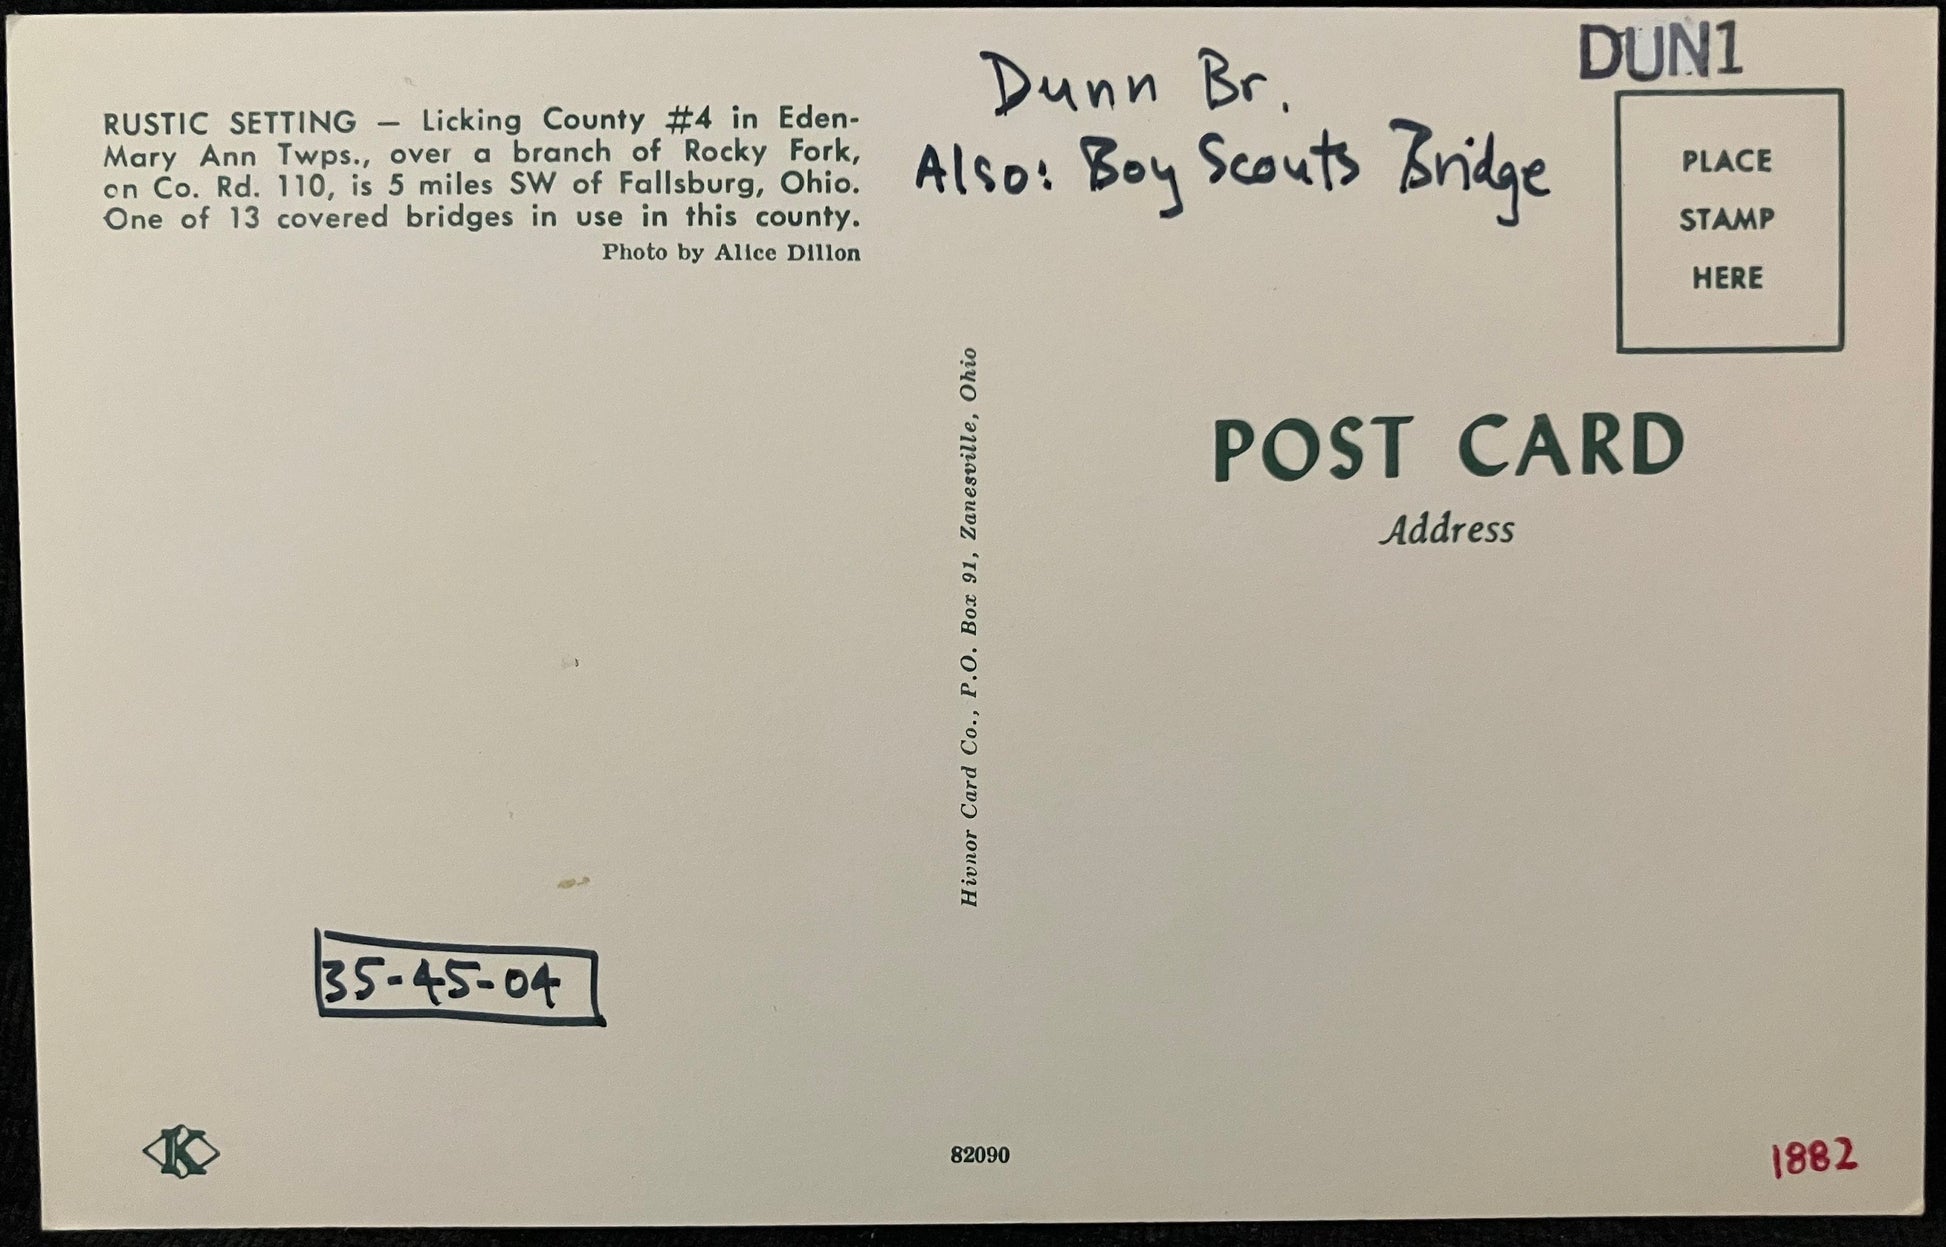 DUN1
Dunn Br.
Also: Boy Scouts Bridge
RUSTIC SETTING — Licking County #4 in Eden-
Mary Ann Twps., over a branch of Rocky Fork,
on Co. Rd. 110, is 5 miles SW of Fallsburg, Ohio.
One of 13 covered bridges in use in this county.
Photo by Alice Dillon
PLACE
STAMP
HERE
POST CARD
Address
Hivnor Card Co., P.O. Box 91, Zanesville, Ohio
35-45-04
K
82090
1882